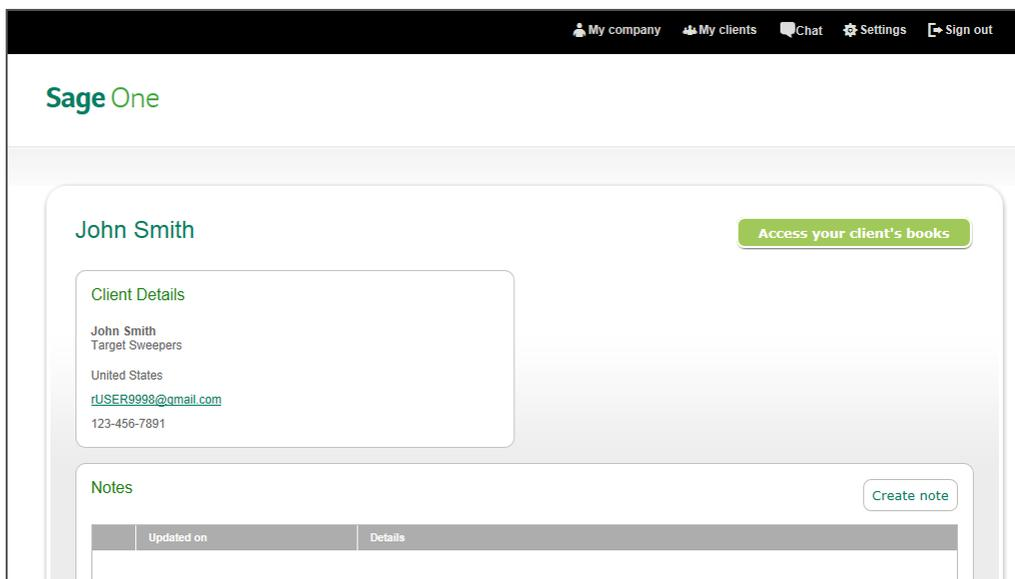 My company My clients Chat Settings Sign out
Sage One
John Smith
Access your client's books
Client Details
John Smith
Target Sweepers
United States
rUSER9998@gmail.com
123-456-7891
Notes
Create note
Updated on Details